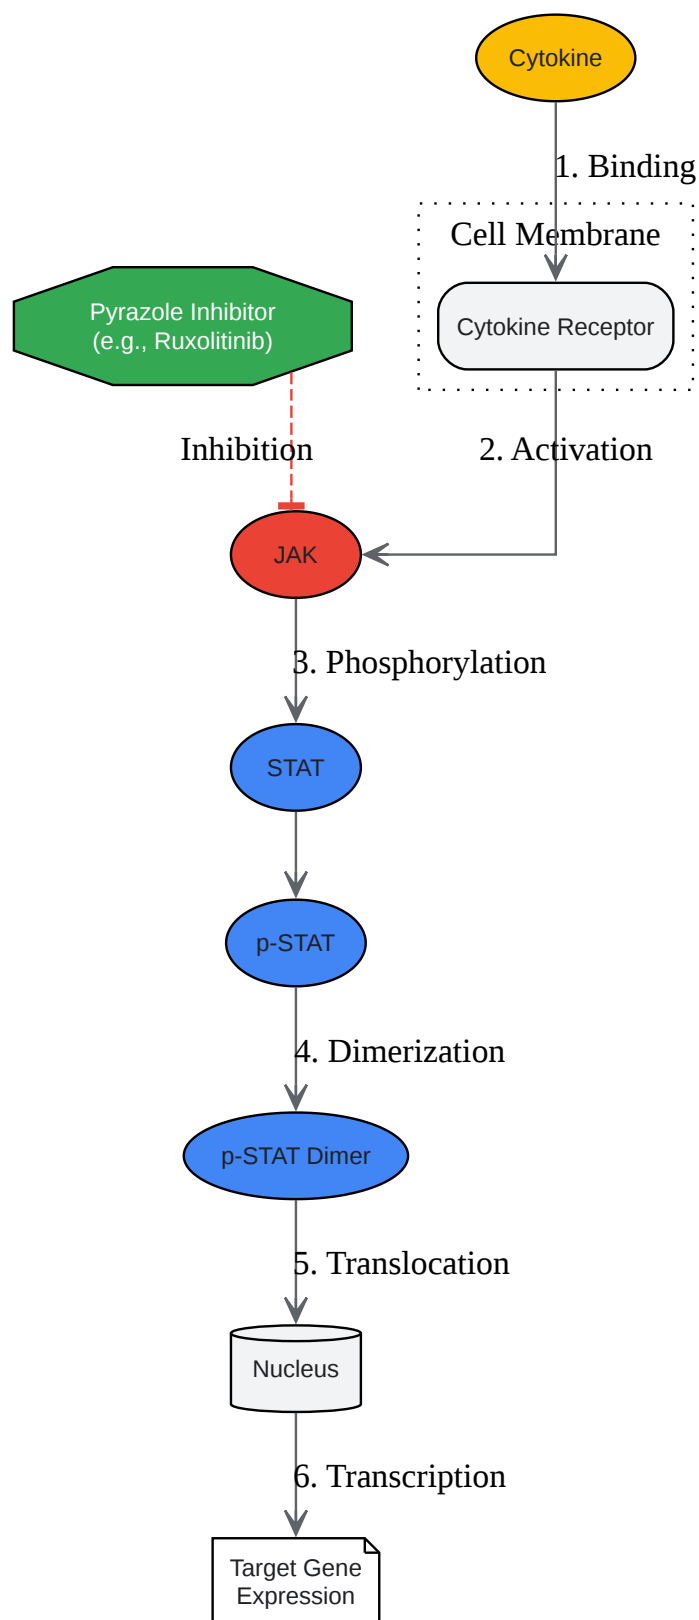 Cytokine
1. Binding
Cell Membrane
Pyrazole Inhibitor
(e.g., Ruxolitinib)
Cytokine Receptor
Inhibition
2. Activation
JAK
3. Phosphorylation
STAT
p-STAT
4. Dimerization
p-STAT Dimer
5. Translocation
Nucleus
6. Transcription
Target Gene
Expression